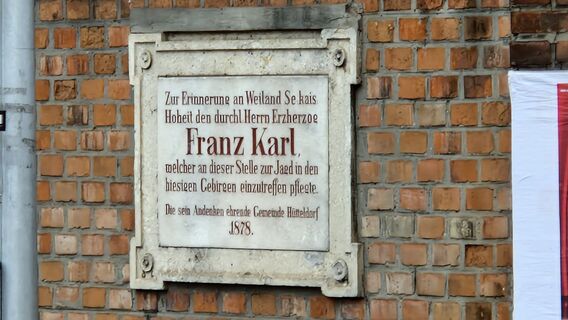 Zur Erinnerung an Weiland Se kais.
Hoheit den durchl. Herrn Erzherzog
Franz Karl,
welcher an dieser Stelle zur Jagd in den
hiesigen Gebirgen einzutreffen pflegte.
Die sein Andenken ehrende Gemeinde Hütteldorf
1878.